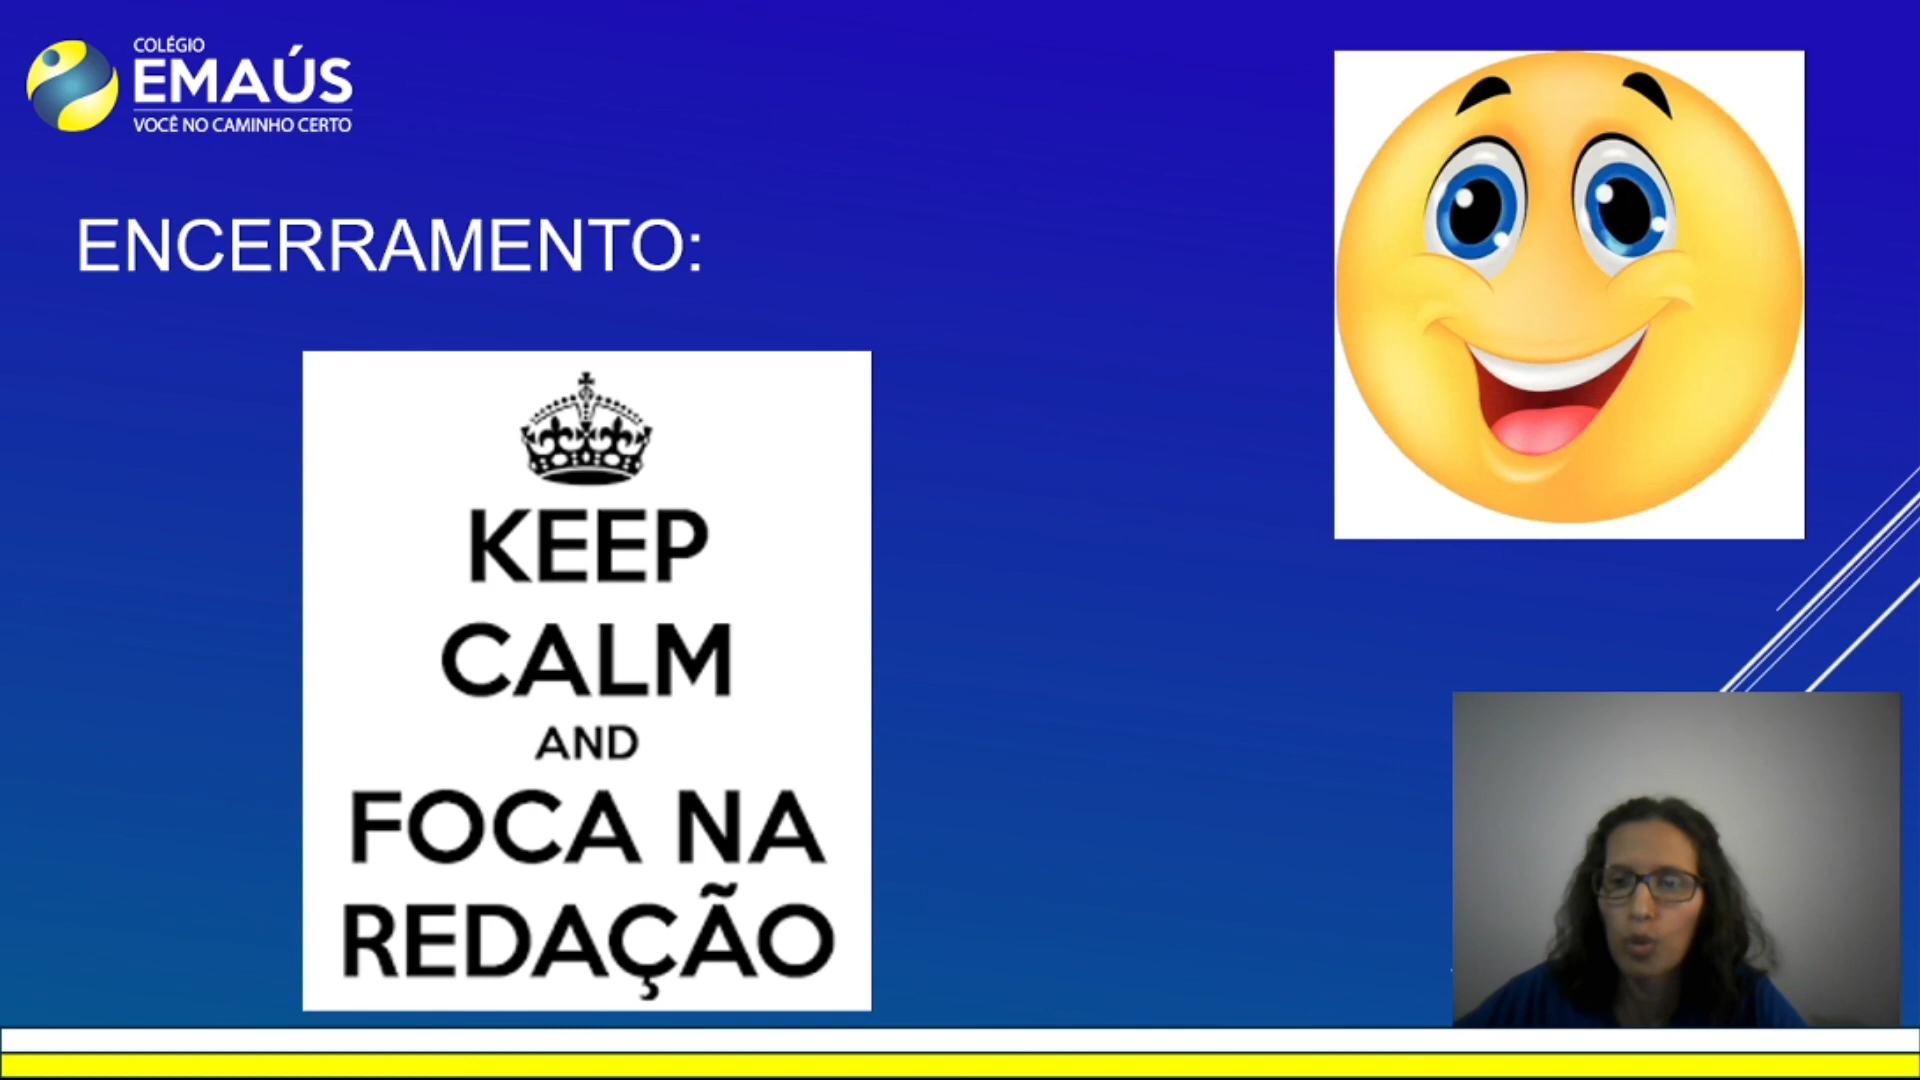 COLÉGIO
EMAÚS
VOCÊ NO CAMINHO CERTO
ENCERRAMENTO:
KEEP
CALM
AND
FOCA NA
REDAÇÃO